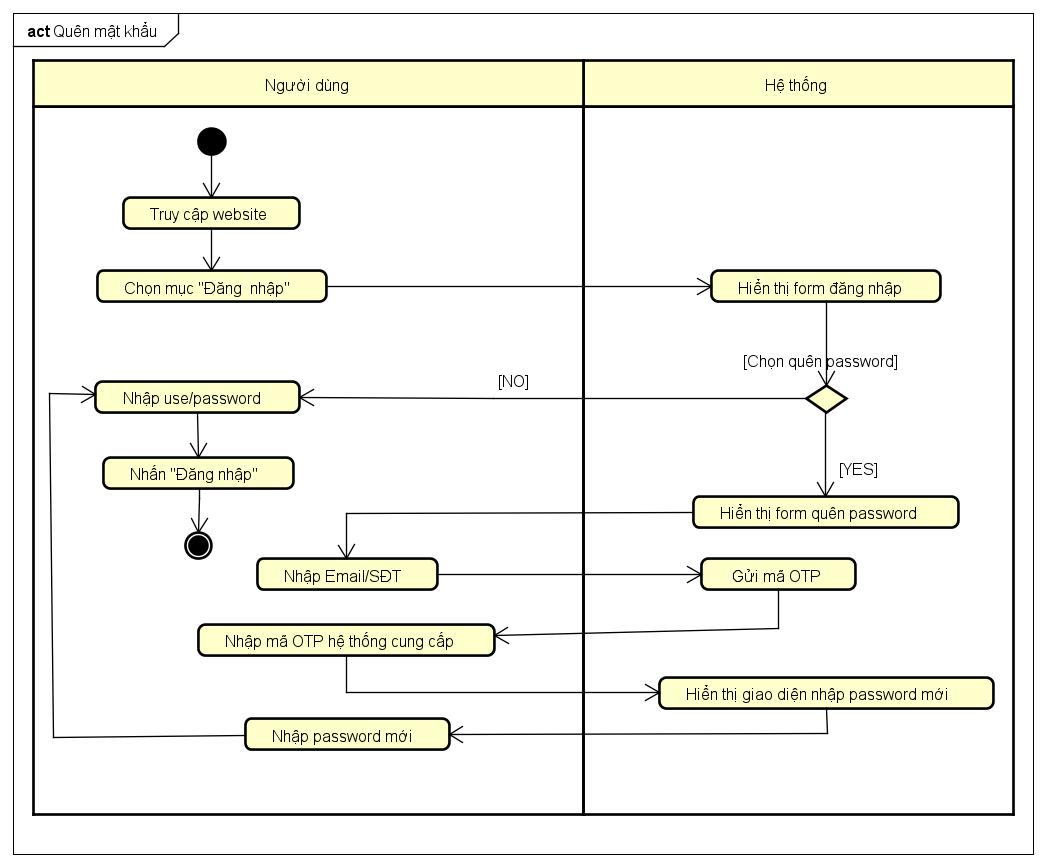 act Quên mật khẩu
Người dùng
Hệ thống
Truy cập website
Chọn mục "Đăng nhập"
Hiển thị form đăng nhập
[Chọn quên password]
[NO]
Nhập use/password
[YES]
Nhấn "Đăng nhập"
Hiển thị form quên password
Nhập Email/SĐT
Gửi mã OTP
Nhập mã OTP hệ thống cung cấp
Hiển thị giao diện nhập password mới
Nhập password mới